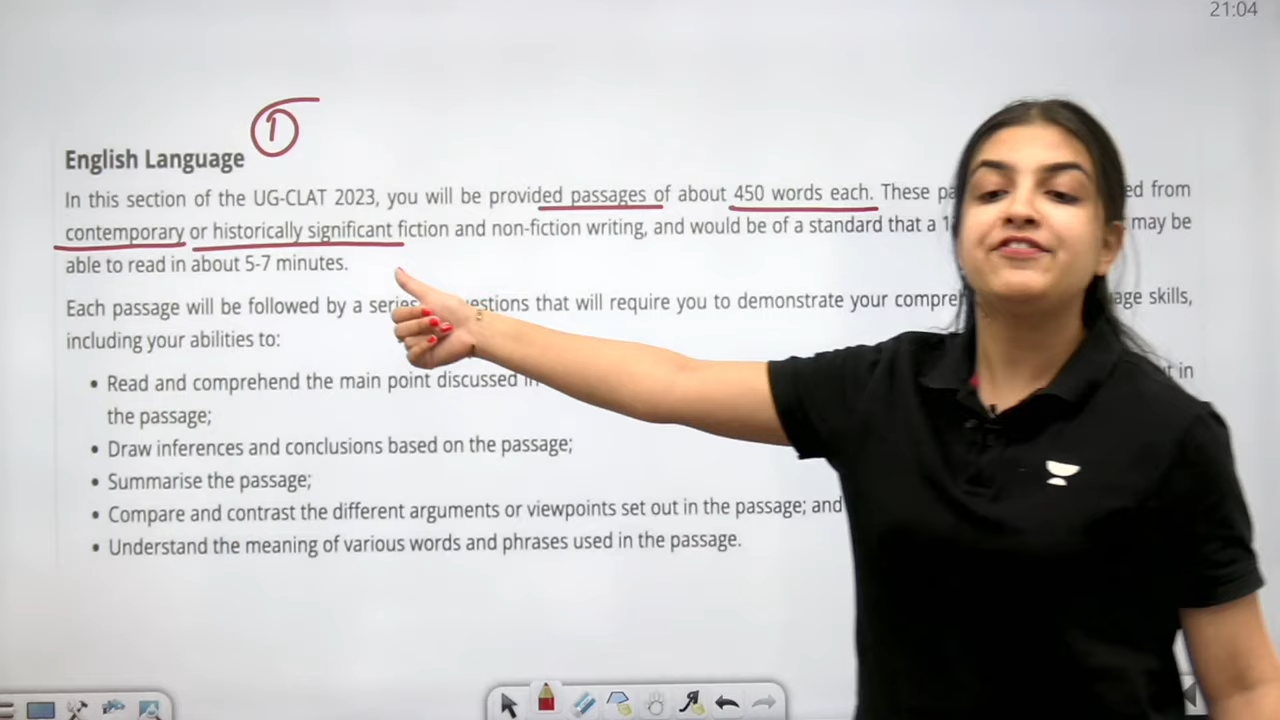 21:04
1
English Language
In this section of the UG-CLAT 2023, you will be provided passages of about 450 words each. These ed from
contemporary or historically significant fiction and non-fiction writing, and would be of a standard that a 1 may be
able to read in about 5-7 minutes.
Each passage will be followed by a series questions that will require you to demonstrate your skills,
including your abilities to:
• Read and comprehend the main point discussed in
the passage;
• Draw inferences and conclusions based on the passage;
• Summarise the passage;
• Compare and contrast the different arguments or viewpoints set out in the passage; and
• Understand the meaning of various words and phrases used in the passage.